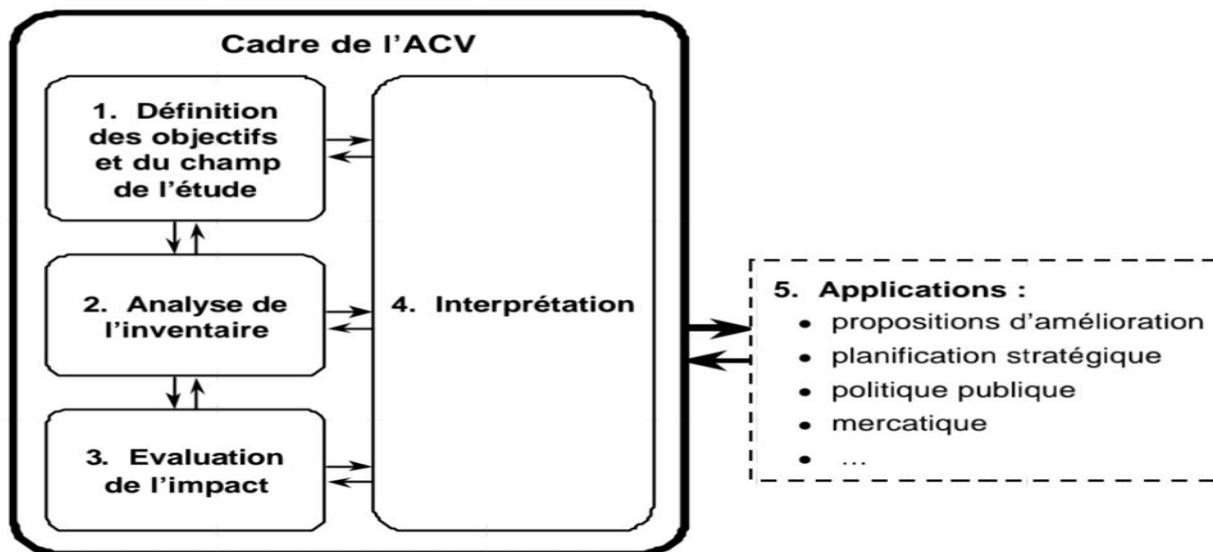 Cadre de l'ACV
1. Définition
des objectifs
et du champ
de l'étude
2. Analyse de
l'inventaire
3. Evaluation
de l'impact
4. Interprétation
5. Applications :
• propositions d'amélioration
• planification stratégique
• politique publique
• mercatique
• ...